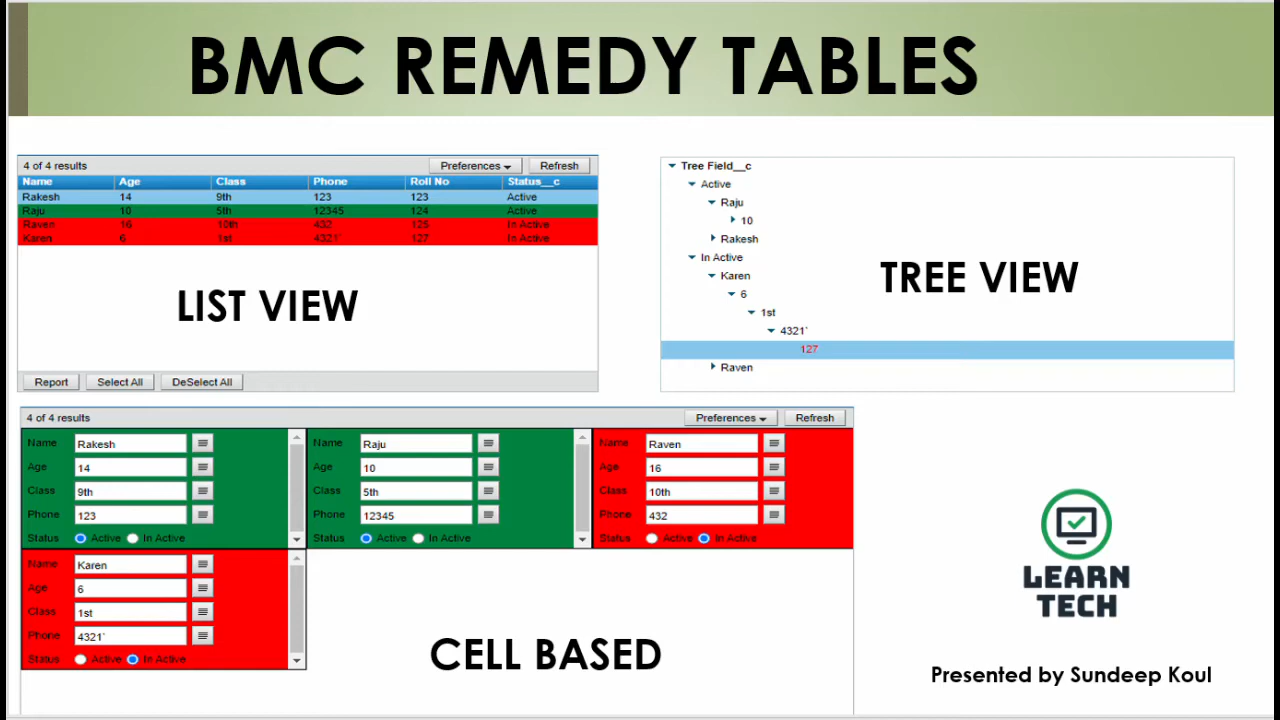 BMC REMEDY TABLES
4 of 4 results Preferences Refresh
Name Age Class Phone Roll No Status__c
Rakesh 14 9th 123 123 Active
Raju 10 5th 12345 124 Active
Raven 16 10th 432 125 In Active
Karen 6 1st 4321` 127 In Active
LIST VIEW
Report Select All DeSelect All
Tree Field__c
Active
Raju
10
Rakesh
In Active
Karen
6
1st
4321`
127
Raven
TREE VIEW
4 of 4 results Preferences Refresh
Name Rakesh Name Raju Name Raven
Age 14 Age 10 Age 16
Class 9th Class 5th Class 10th
Phone 123 Phone 12345 Phone 432
Status Active In Active Status Active In Active Status Active In Active
Name Karen
Age 6
Class 1st
Phone 4321`
Status Active In Active
CELL BASED
LEARN
TECH
Presented by Sundeep Koul